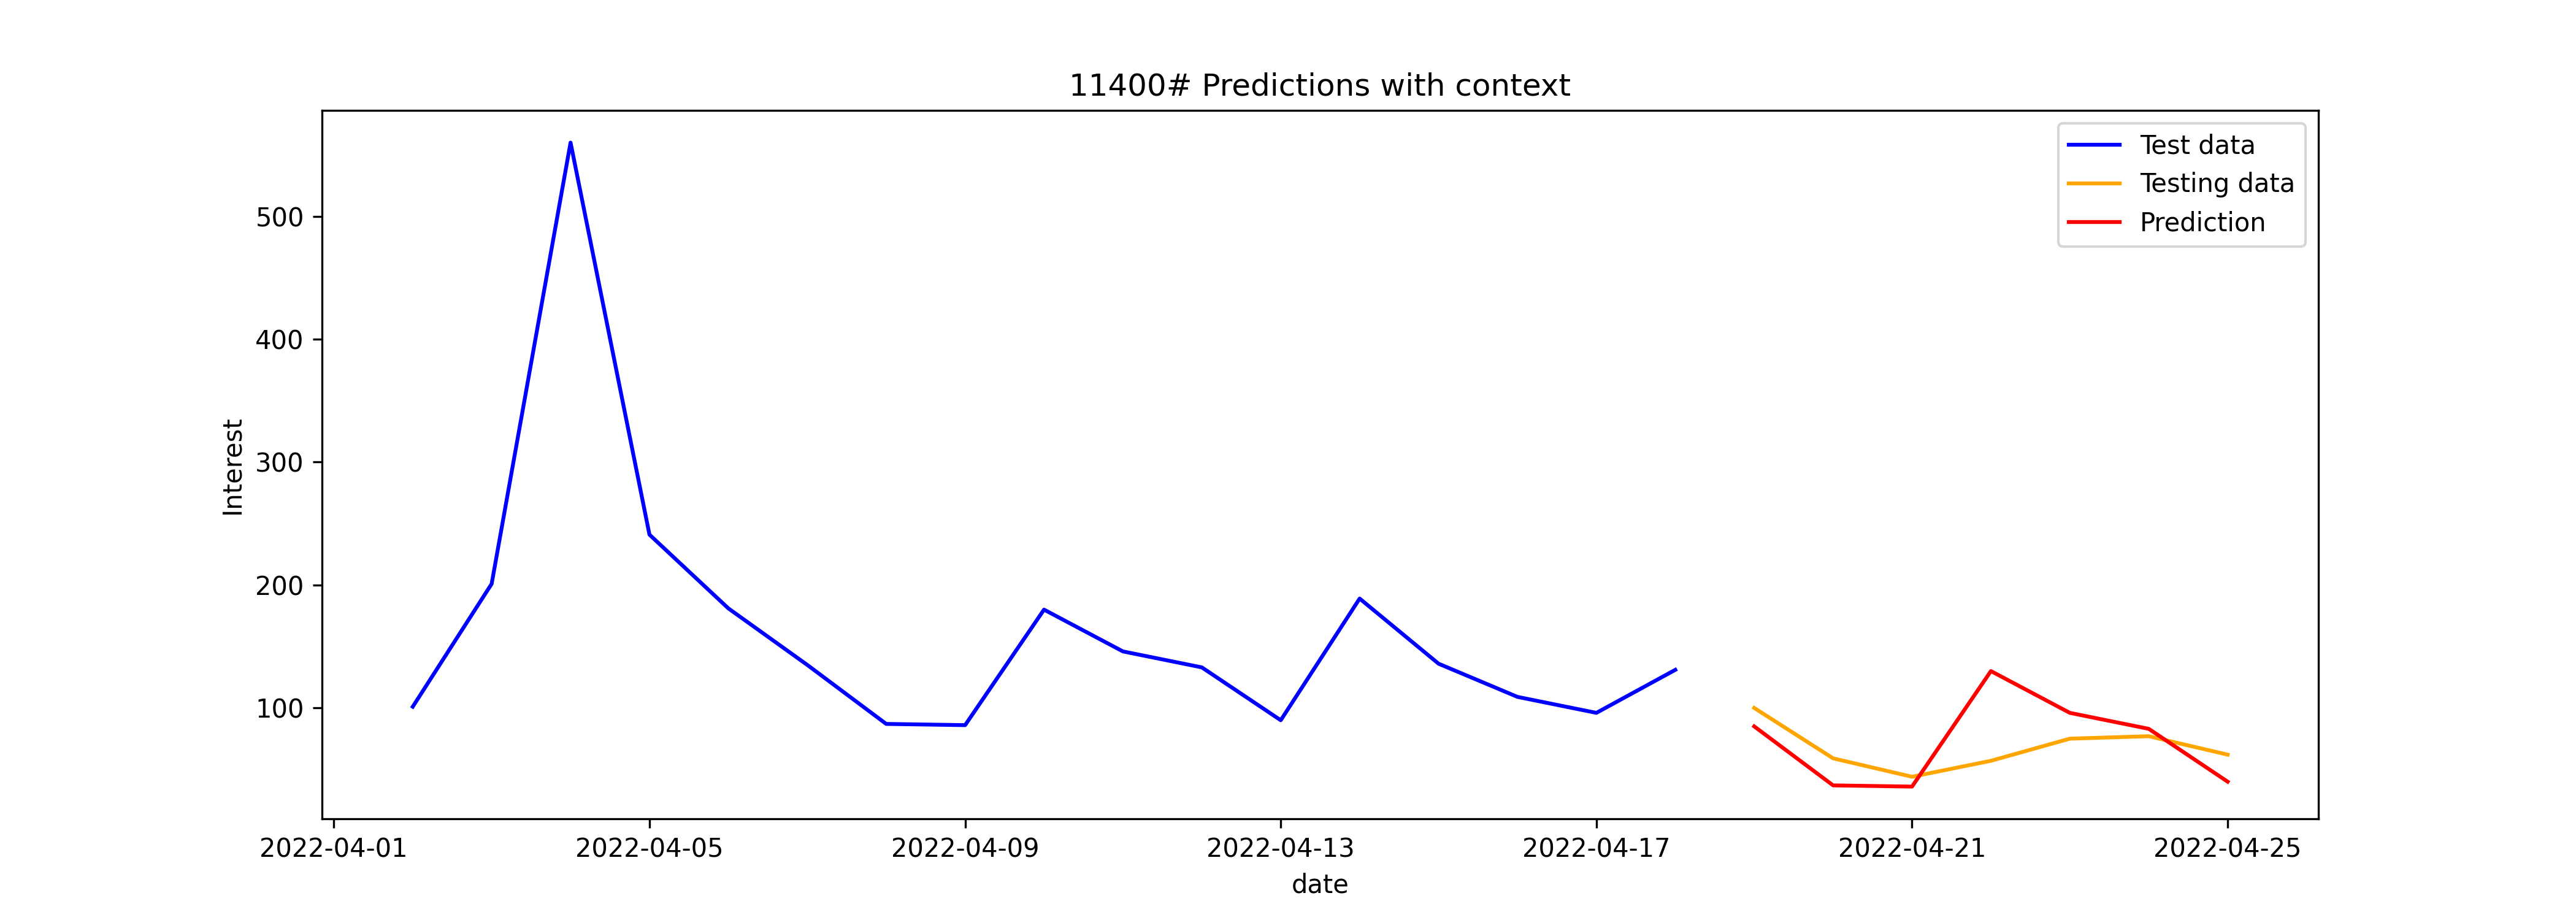 11400# Predictions with context
Test data
Testing data
Prediction
Interest
500
400
300
200
100
2022-04-01
2022-04-05
2022-04-09
2022-04-13
2022-04-17
2022-04-21
2022-04-25
date